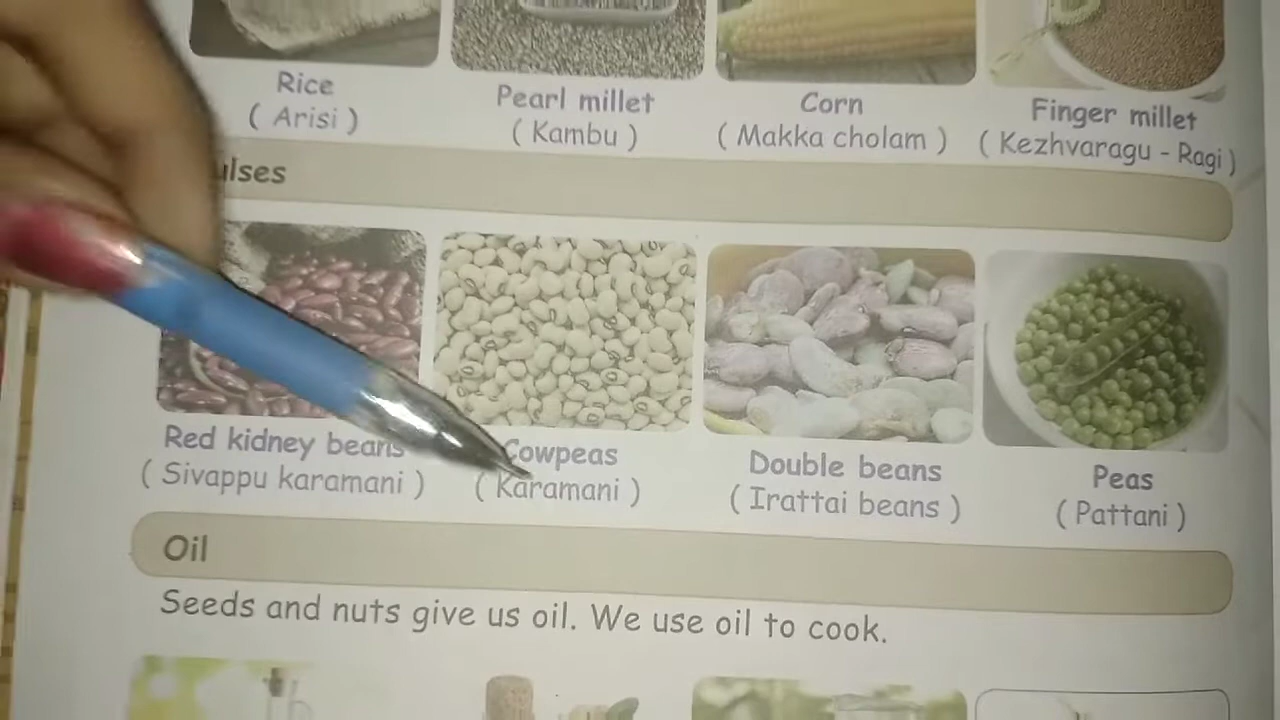 Rice
( Arisi )
Pearl millet
( Kambu )
Corn
( Makka cholam )
Finger millet
( Kezhvaragu - Ragi )
ulses
Red kidney beans
( Sivappu karamani )
Cowpeas
( Karamani )
Double beans
( Irattai beans )
Peas
( Pattani )
Oil
Seeds and nuts give us oil. We use oil to cook.